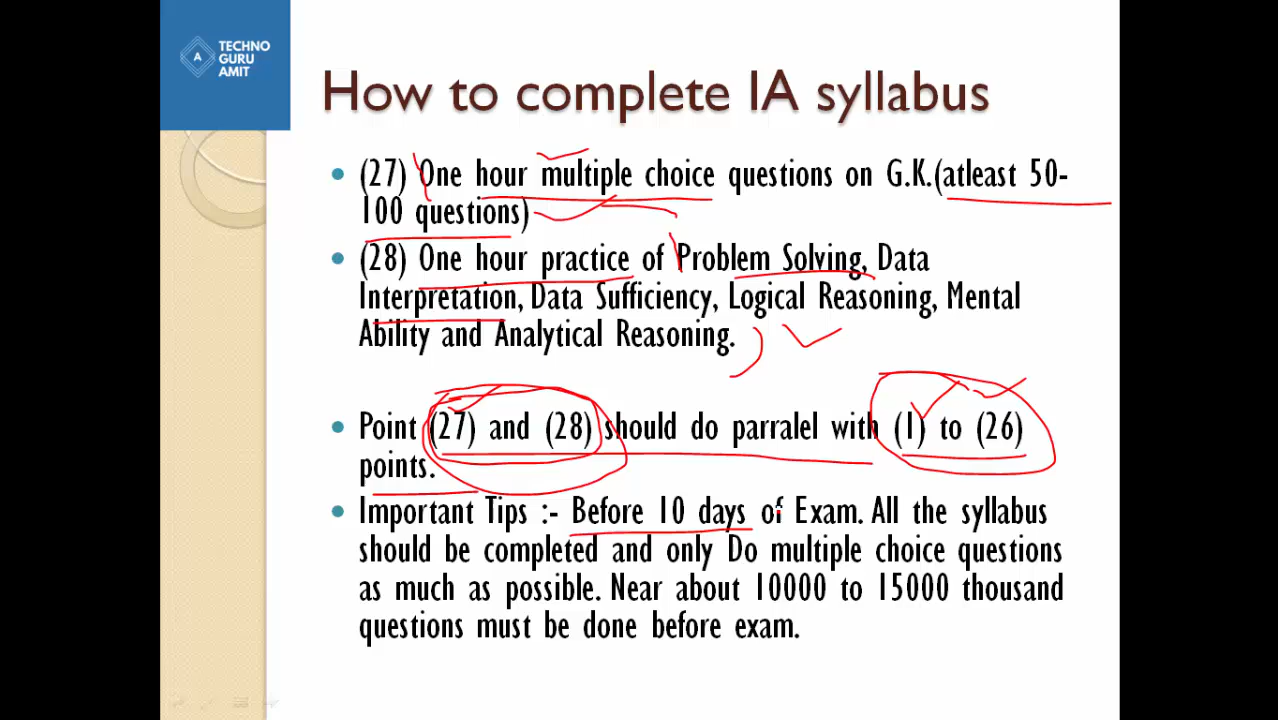 TECHNO
GURU
AMIT
How to complete IA syllabus
(27) One hour multiple choice questions on G.K.(atleast 50-
100 questions)
(28) One hour practice of Problem Solving, Data
Interpretation, Data Sufficiency, Logical Reasoning, Mental
Ability and Analytical Reasoning.
Point (27) and (28) should do parralel with (1) to (26)
points.
Important Tips :- Before 10 days of Exam. All the syllabus
should be completed and only Do multiple choice questions
as much as possible. Near about 10000 to 15000 thousand
questions must be done before exam.